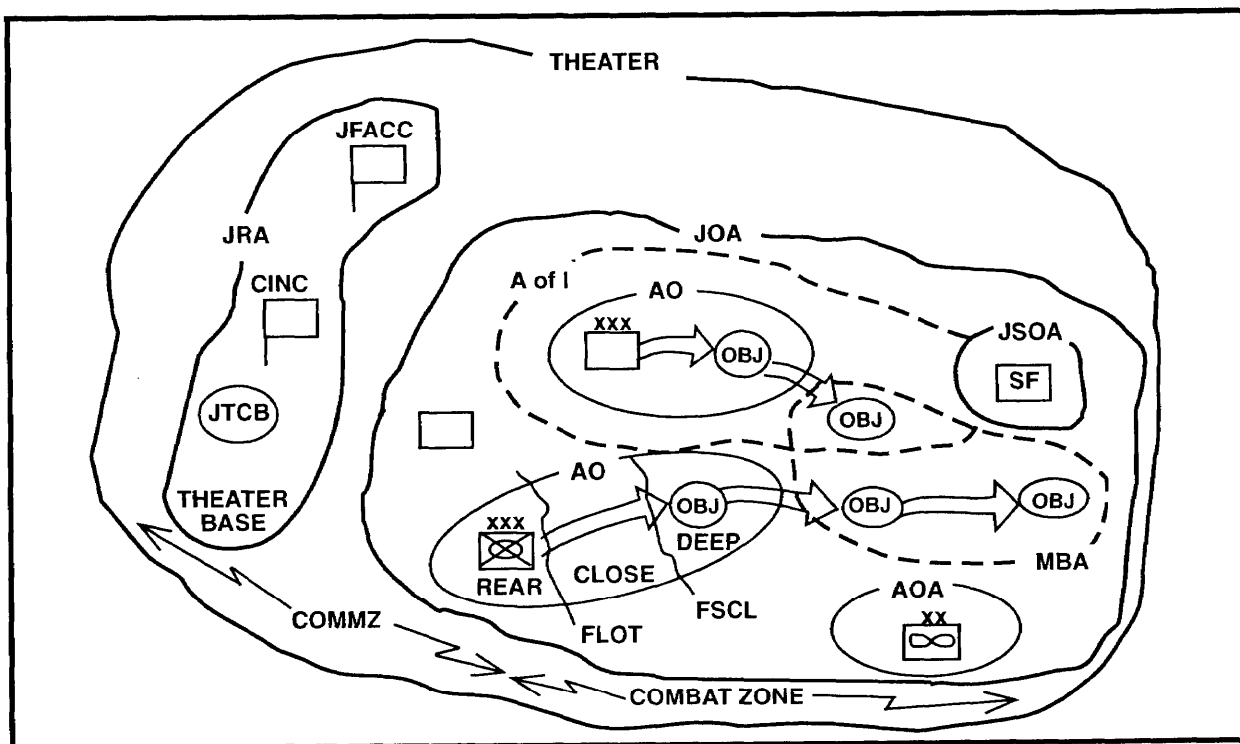 THEATER
JFACC
JRA
JOA
CINC
A of I
AO
XXX
OBJ
JSOA
SF
JTCB
OBJ
AO
THEATER
BASE
XXX
OBJ
OBJ
OBJ
DEEP
REAR
CLOSE
MBA
FSCL
AOA
XX
COMMZ
FLOT
COMBAT ZONE